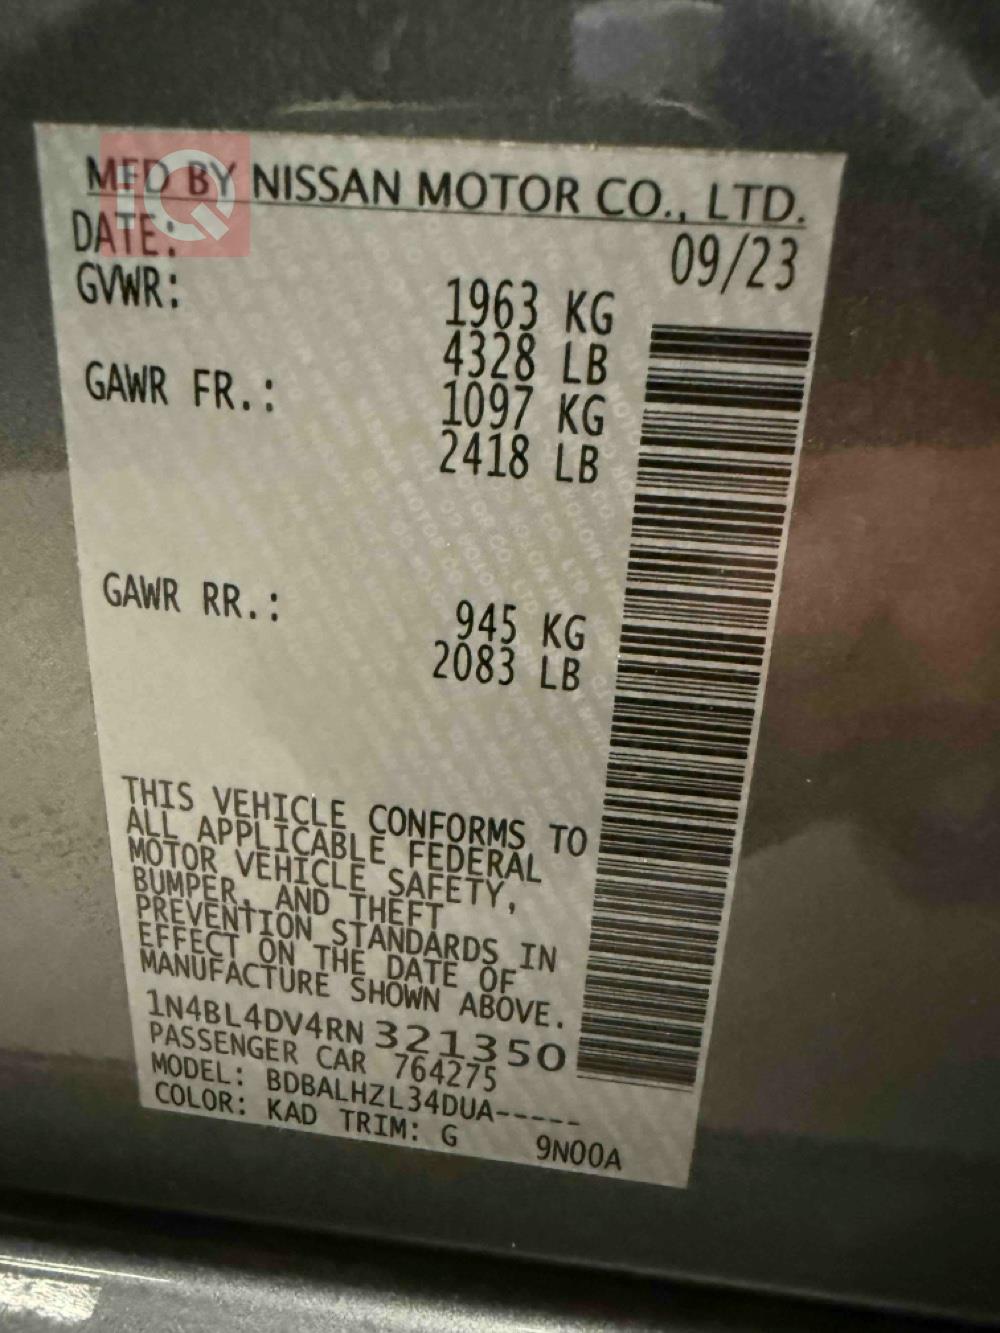 MFD BY NISSAN MOTOR CO., LTD.
DATE: 09/23
GVWR: 1963 KG
4328 LB
GAWR FR.: 1097 KG
2418 LB
GAWR RR.: 945 KG
2083 LB
THIS VEHICLE CONFORMS TO
ALL APPLICABLE FEDERAL
MOTOR VEHICLE SAFETY,
BUMPER, AND THEFT
PREVENTION STANDARDS IN
EFFECT ON THE DATE OF
MANUFACTURE SHOWN ABOVE.
1N4BL4DV4RN 321350
PASSENGER CAR 764275
MODEL: BDBALHZL34DUA-----
COLOR: KAD TRIM: G 9N00A
iQ